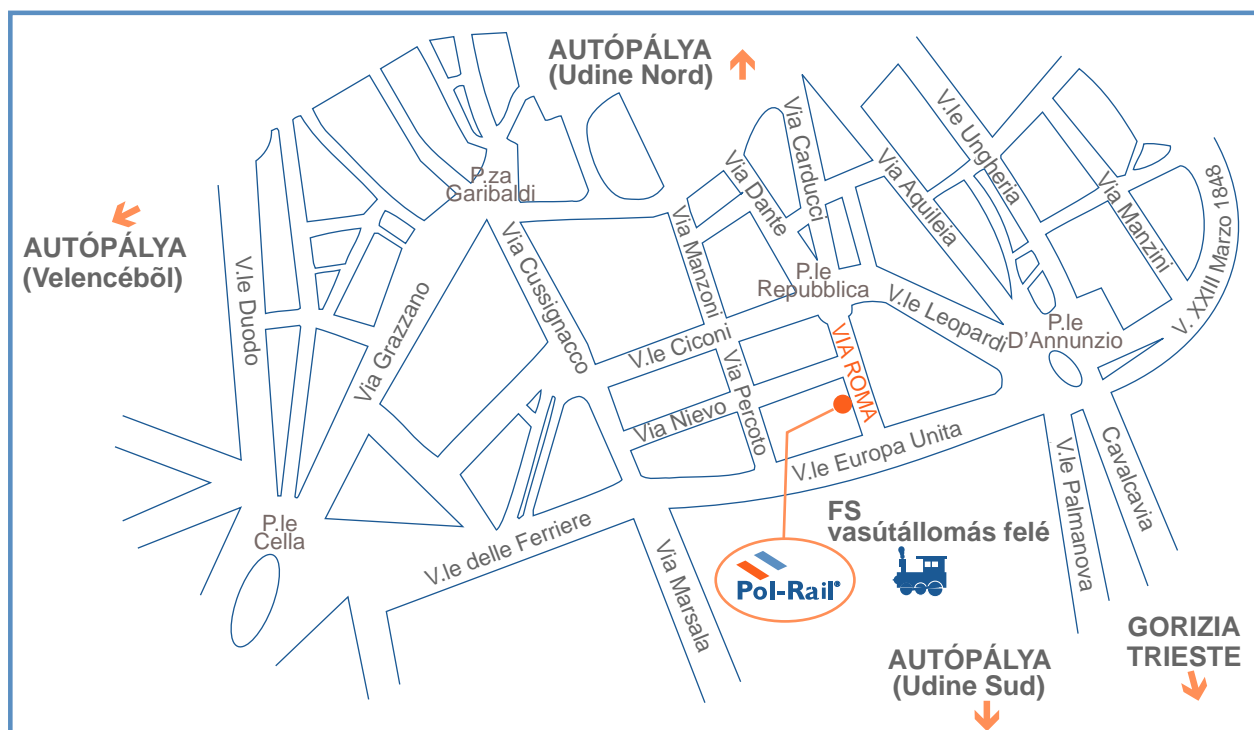 AUTÓPÁLYA
(Udine Nord)
AUTÓPÁLYA
(Velencébõl)
P.za
Garibaldi
V.le Duodo
Via Grazzano
Via Cussignacco
Via Manzoni
Via Dante
Via Carducci
Via Aquileia
V.le Ungheria
Via Manzini
V. XXIII Marzo 1848
P.le
Repubblica
V.le Leopardi
P.le
D'Annunzio
V.le Ciconi
VIA ROMA
Via Percoto
Via Nievo
V.le Europa Unita
P.le
Cella
V.le delle Ferriere
Via Marsala
FS
vasútállomás felé
Pol-Rail®
V.le Palmanova
Cavalcavia
AUTÓPÁLYA
(Udine Sud)
GORIZIA
TRIESTE